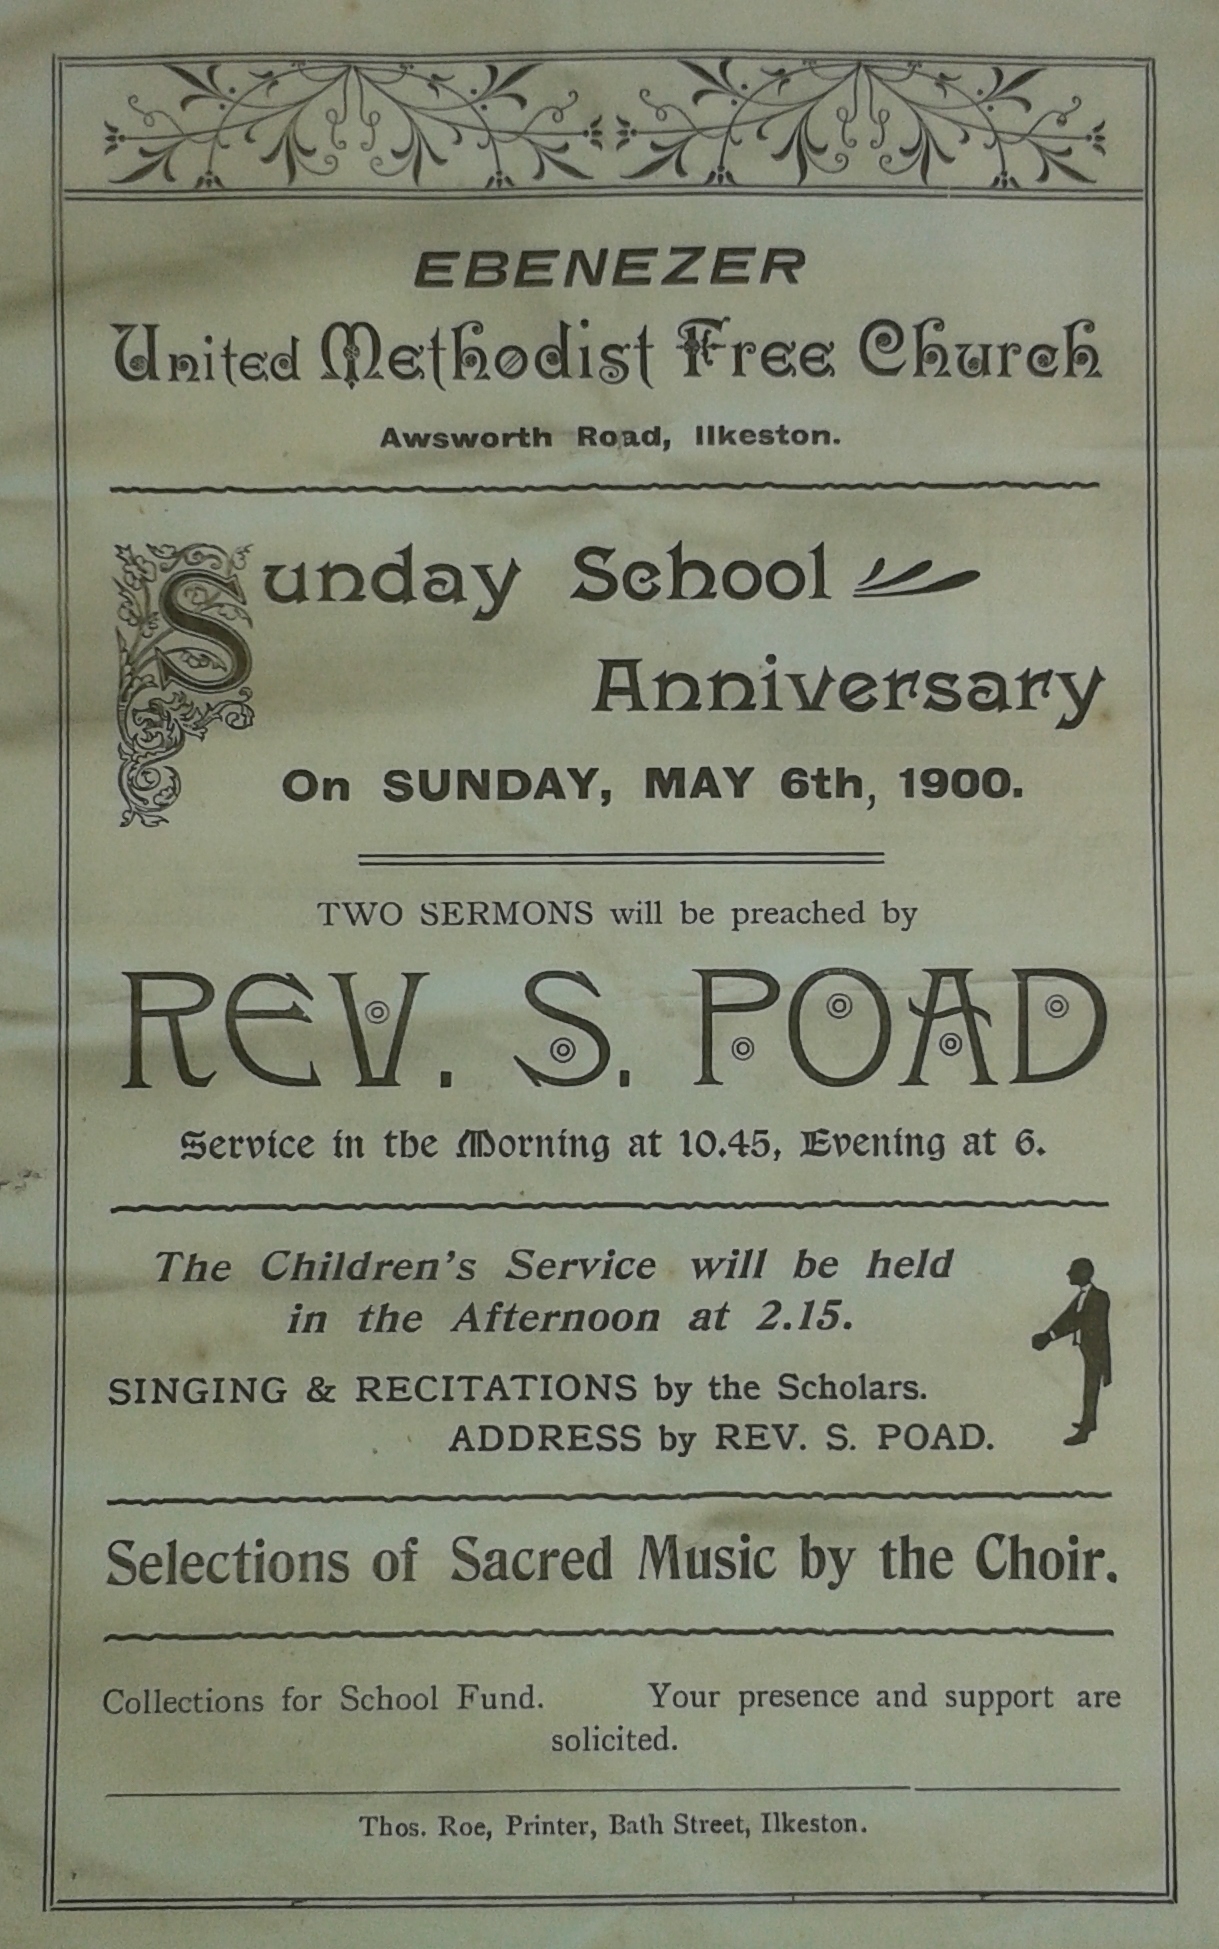 EBENEZER
United Methodist Free Church
Awsworth Road, Ilkeston.
Sunday School
Anniversary
On SUNDAY, MAY 6th, 1900.
TWO SERMONS will be preached by
REV. S. POAD
Service in the Morning at 10.45, Evening at 6.
The Children's Service will be held
in the Afternoon at 2.15.
SINGING & RECITATIONS by the Scholars.
ADDRESS by REV. S. POAD.
Selections of Sacred Music by the Choir.
Collections for School Fund. Your presence and support are
solicited.
Thos. Roe, Printer, Bath Street, Ilkeston.